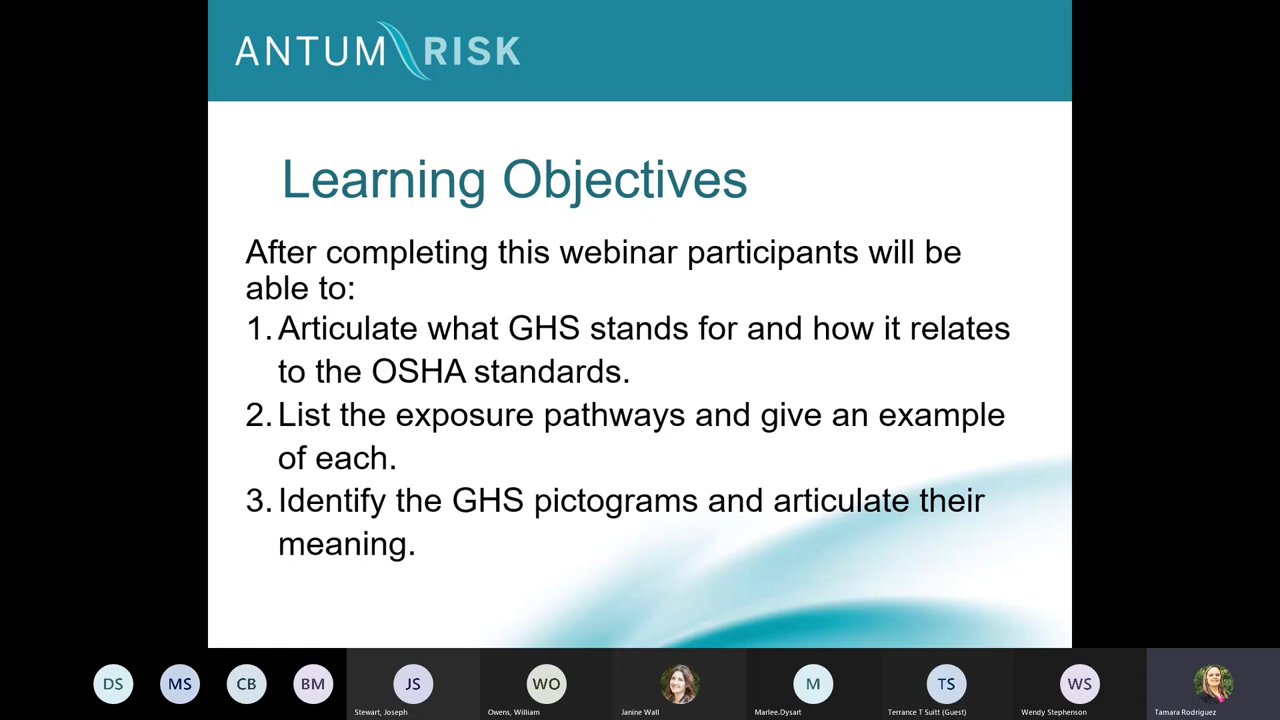 ANTUM RISK
Learning Objectives
After completing this webinar participants will be
able to:
1. Articulate what GHS stands for and how it relates
to the OSHA standards.
2. List the exposure pathways and give an example
of each.
3. Identify the GHS pictograms and articulate their
meaning.
DS MS CB BM JS WO M TS WS
Stewart, Joseph Owens, William Janine Wall Marlee.Dysart Terrance T Suitt (Guest) Wendy Stephenson Tamara Rodriguez